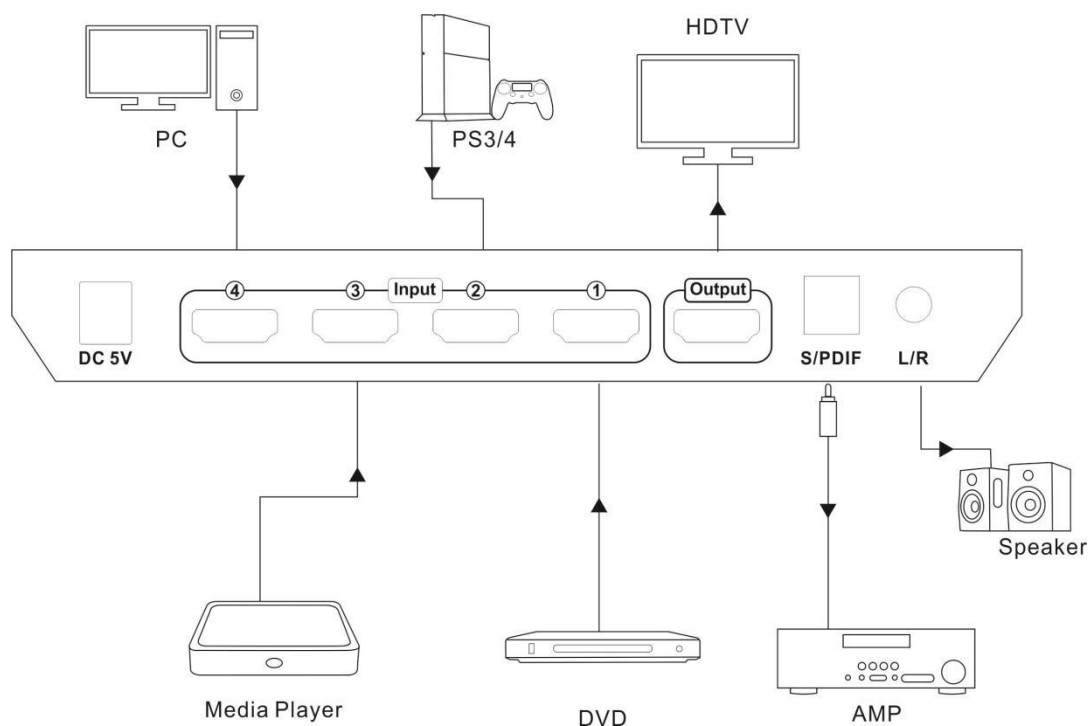 HDTV
PC
PS3/4
④ ③ Input ② ① Output
DC 5V
S/PDIF
L/R
Speaker
Media Player
DVD
AMP